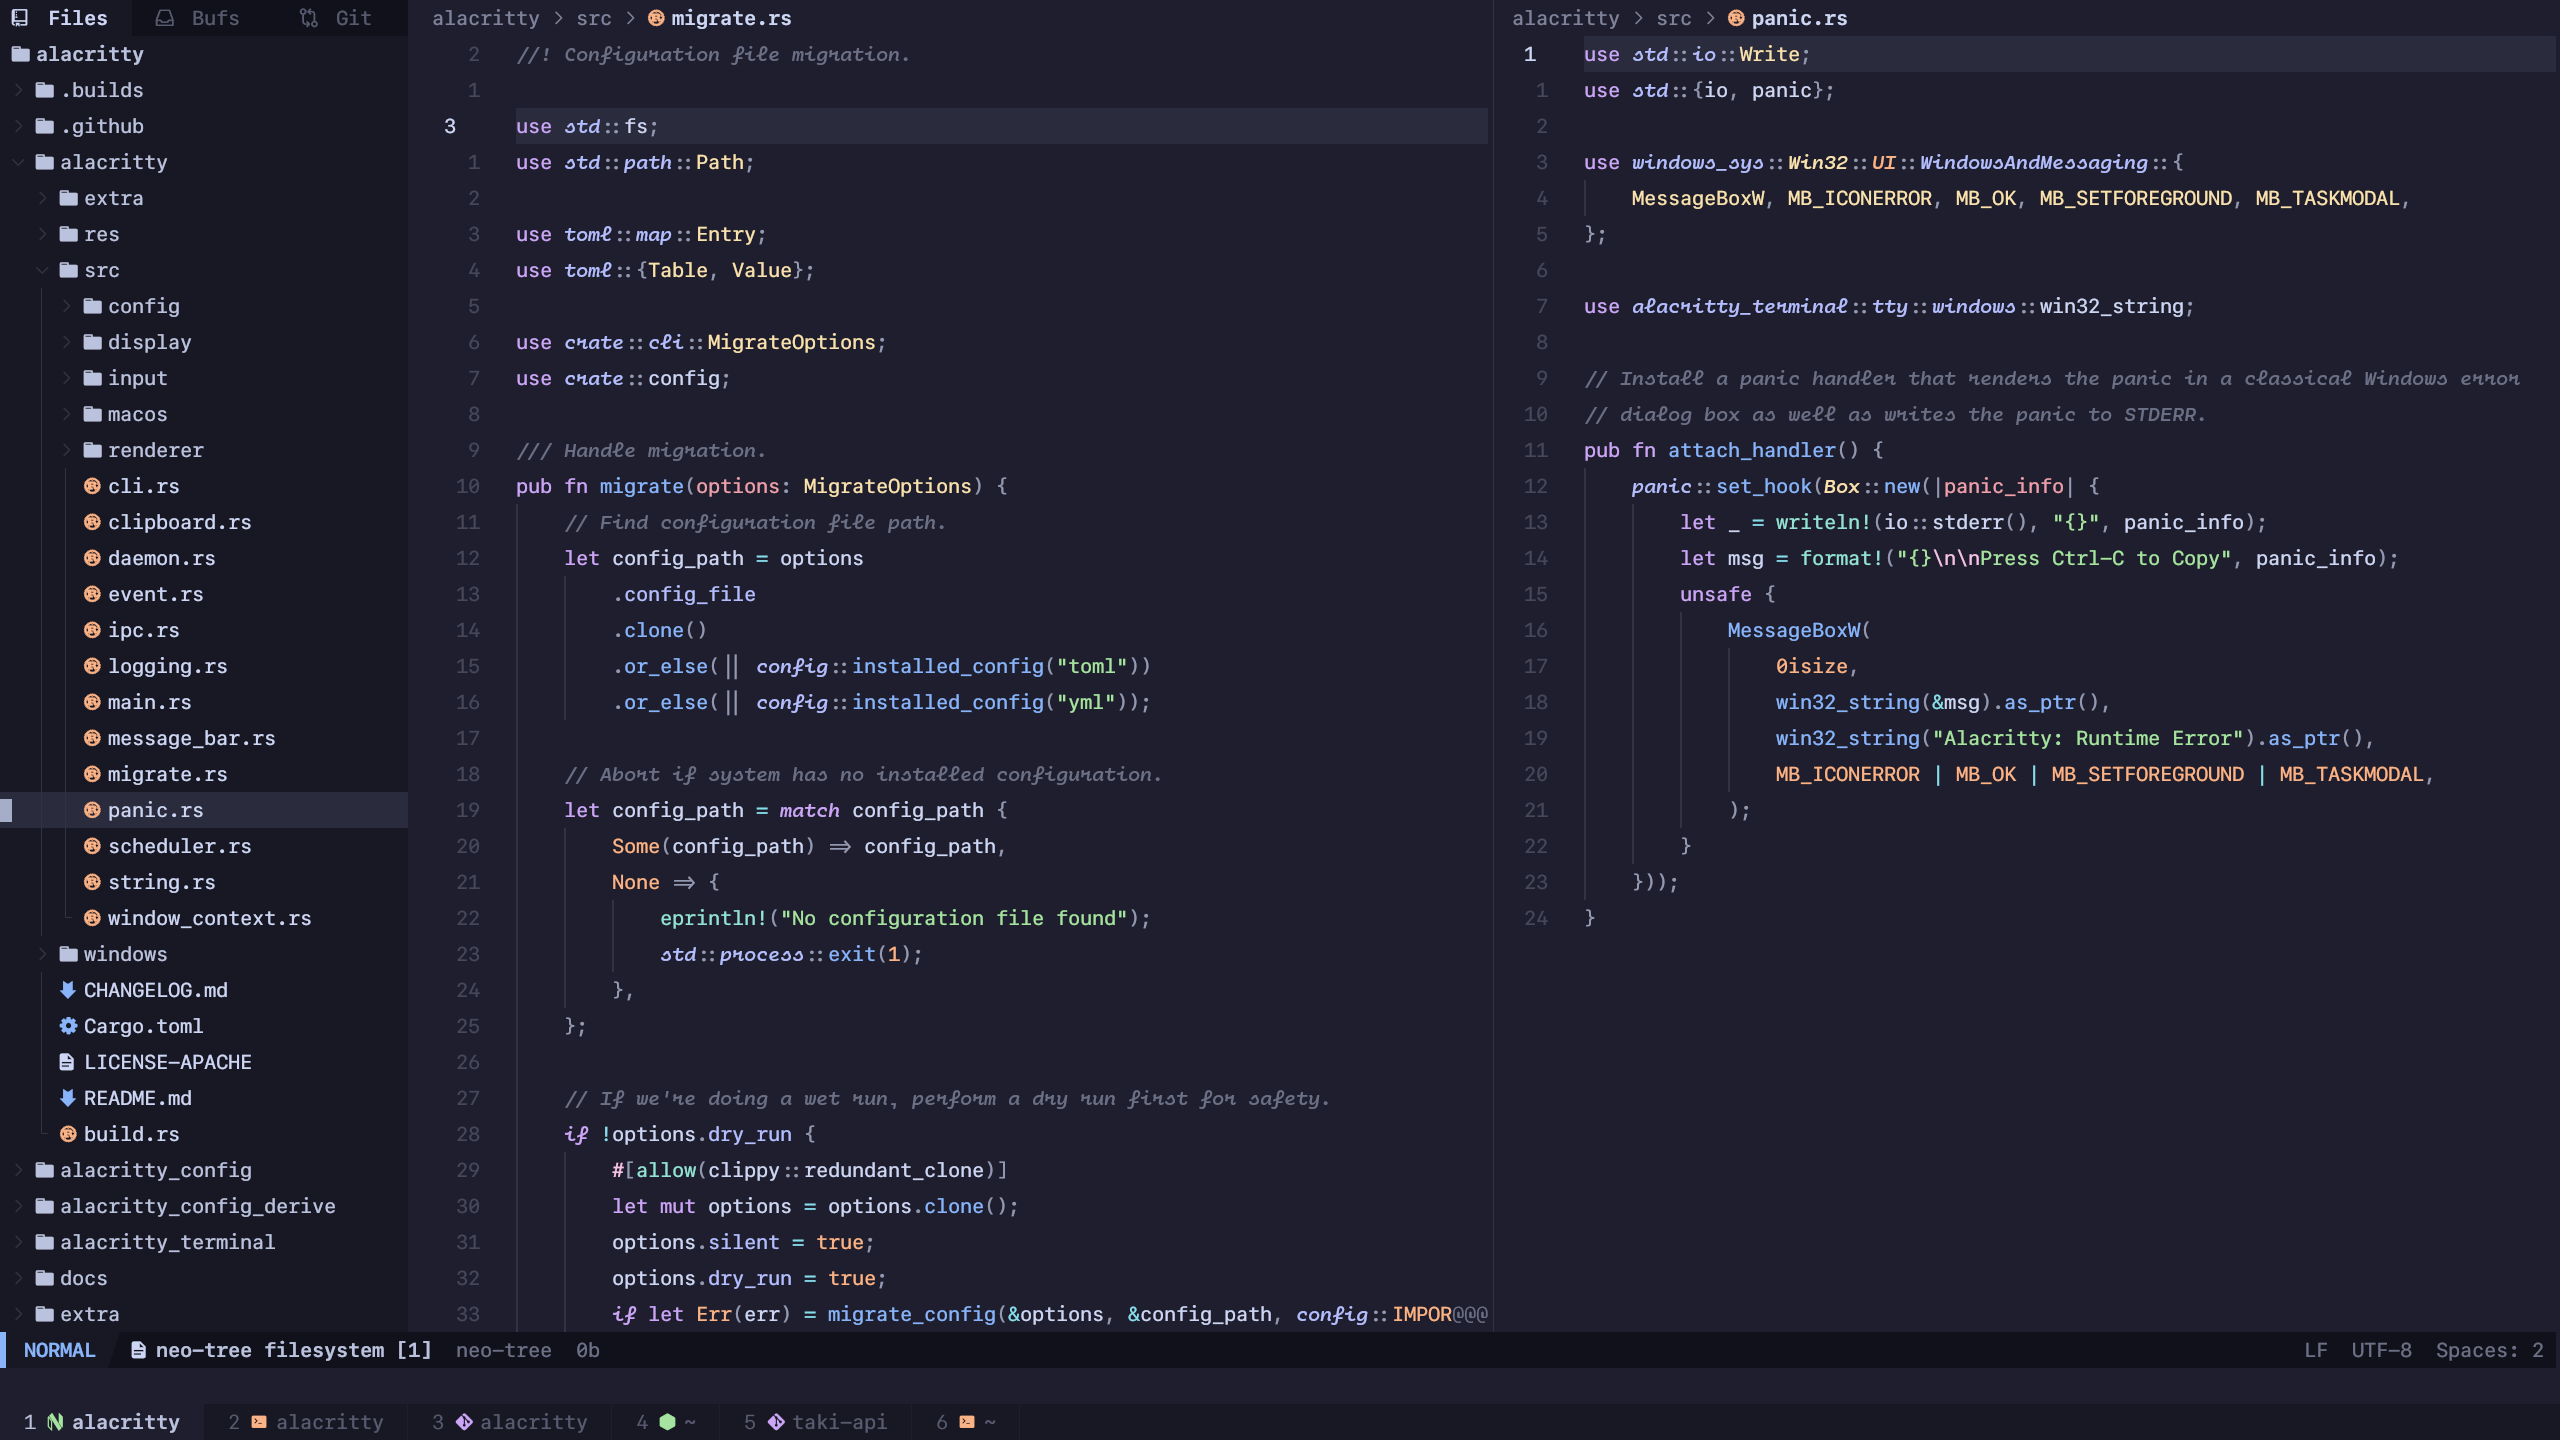 Files Bufs Git
alacritty
.builds
.github
alacritty
extra
res
src
config
display
input
macos
renderer
cli.rs
clipboard.rs
daemon.rs
event.rs
ipc.rs
logging.rs
main.rs
message_bar.rs
migrate.rs
panic.rs
scheduler.rs
string.rs
window_context.rs
windows
CHANGELOG.md
Cargo.toml
LICENSE-APACHE
README.md
build.rs
alacritty_config
alacritty_config_derive
alacritty_terminal
docs
extra
alacritty > src > migrate.rs
2 //! Configuration file migration.
1
3 use std::fs;
1 use std::path::Path;
2
3 use toml::map::Entry;
4 use toml::{Table, Value};
5
6 use crate::cli::MigrateOptions;
7 use crate::config;
8
9 /// Handle migration.
10 pub fn migrate(options: MigrateOptions) {
11 // Find configuration file path.
12 let config_path = options
13 .config_file
14 .clone()
15 .or_else(|| config::installed_config("toml"))
16 .or_else(|| config::installed_config("yml"));
17
18 // Abort if system has no installed configuration.
19 let config_path = match config_path {
20 Some(config_path) => config_path,
21 None => {
22 eprintln!("No configuration file found");
23 std::process::exit(1);
24 },
25 };
26
27 // If we're doing a wet run, perform a dry run first for safety.
28 if !options.dry_run {
29 #[allow(clippy::redundant_clone)]
30 let mut options = options.clone();
31 options.silent = true;
32 options.dry_run = true;
33 if let Err(err) = migrate_config(&options, &config_path, config::IMPOR@@@
alacritty > src > panic.rs
1 use std::io::Write;
1 use std::{io, panic};
2
3 use windows_sys::Win32::UI::WindowsAndMessaging::{
4 MessageBoxW, MB_ICONERROR, MB_OK, MB_SETFOREGROUND, MB_TASKMODAL,
5 };
6
7 use alacritty_terminal::tty::windows::win32_string;
8
9 // Install a panic handler that renders the panic in a classical Windows error
10 // dialog box as well as writes the panic to STDERR.
11 pub fn attach_handler() {
12 panic::set_hook(Box::new(|panic_info| {
13 let _ = writeln!(io::stderr(), "{}", panic_info);
14 let msg = format!("{}\n\nPress Ctrl-C to Copy", panic_info);
15 unsafe {
16 MessageBoxW(
17 0isize,
18 win32_string(&msg).as_ptr(),
19 win32_string("Alacritty: Runtime Error").as_ptr(),
20 MB_ICONERROR | MB_OK | MB_SETFOREGROUND | MB_TASKMODAL,
21 );
22 }
23 }));
24 }
NORMAL neo-tree filesystem [1] neo-tree 0b LF UTF-8 Spaces: 2
1 alacritty 2 alacritty 3 alacritty 4 ~ 5 taki-api 6 ~